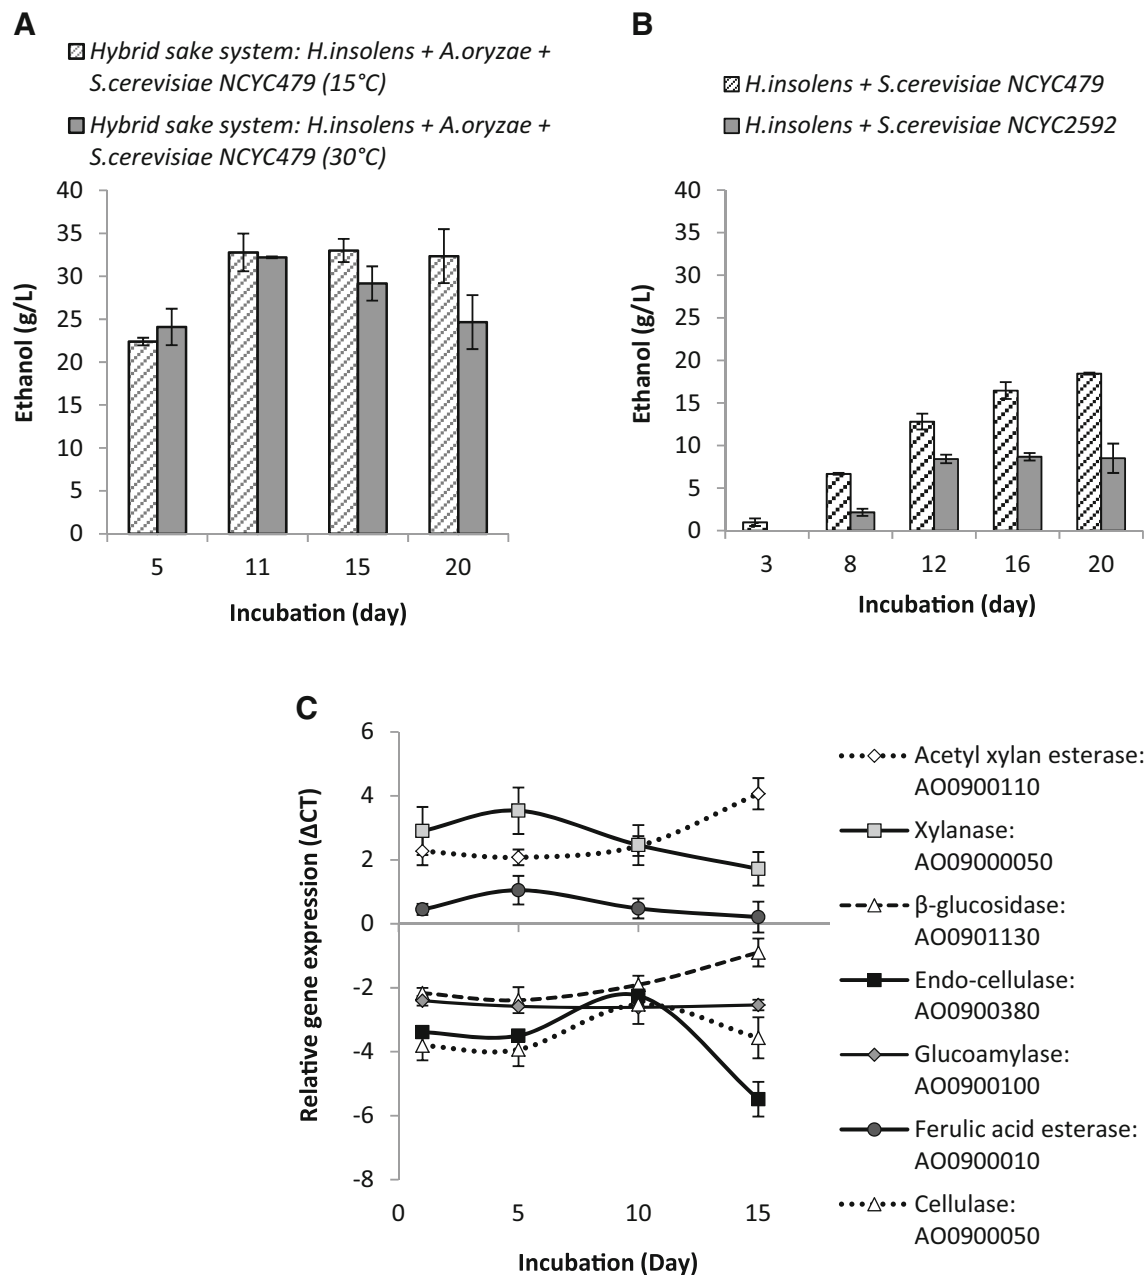 A
Hybrid sake system: H.insolens + A.oryzae +
S.cerevisiae NCYC479 (15°C)
Hybrid sake system: H.insolens + A.oryzae +
S.cerevisiae NCYC479 (30°C)
40
35
30
25
20
15
10
5
0
Ethanol (g/L)
5 11 15 20
Incubation (day)
B
H.insolens + S.cerevisiae NCYC479
H.insolens + S.cerevisiae NCYC2592
40
35
30
25
20
15
10
5
0
Ethanol (g/L)
3 8 12 16 20
Incubation (day)
C
6
4
2
0
-2
-4
-6
-8
Relative gene expression (ΔCT)
0 5 10 15
Incubation (Day)
Acetyl xylan esterase:
AO0900110
Xylanase:
AO09000050
β-glucosidase:
AO0901130
Endo-cellulase:
AO0900380
Glucoamylase:
AO0900100
Ferulic acid esterase:
AO0900010
Cellulase:
AO0900050